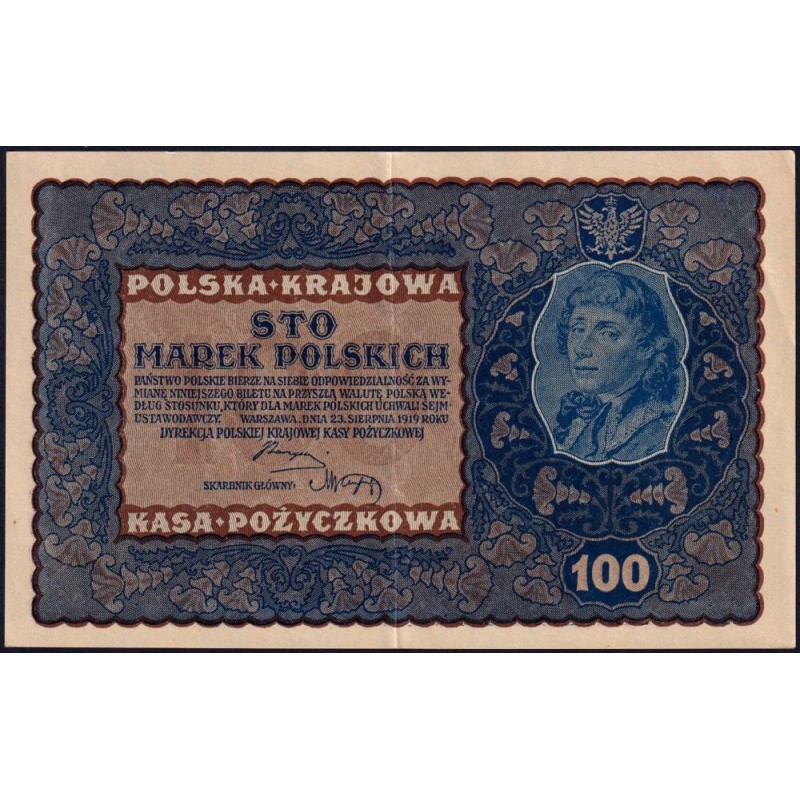 POLSKA•KRAJOWA
STO
MAREK POLSKICH
PAŃSTWO POLSKIE BIERZE NA SIEBIE ODPOWIEDZIALNOŚĆ ZA WY-
MIANĘ NINIEJSZEGO BILETU NA PRZYSZŁĄ WALUTĘ POLSKĄ WE-
DŁUG STOSUNKU, KTÓRY DLA MAREK POLSKICH UCHWALI SEJM
USTAWODAWCZY. WARSZAWA, DNIA 23. SIERPNIA 1919 ROKU
DYREKCJA POLSKIEJ KRAJOWEJ KASY POŻYCZKOWEJ
SKARBNIK GŁÓWNY:
KASA•POŻYCZKOWA
100